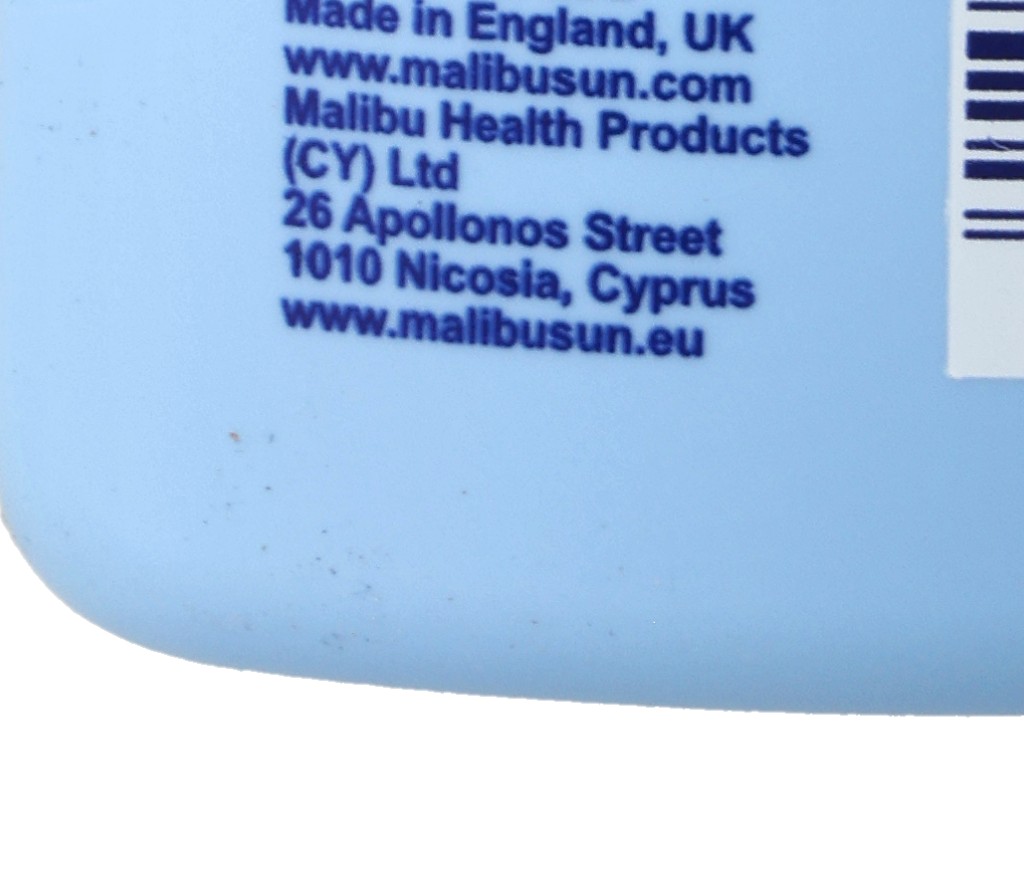 Made in England, UK
www.malibusun.com
Malibu Health Products
(CY) Ltd
26 Apollonos Street
1010 Nicosia, Cyprus
www.malibusun.eu